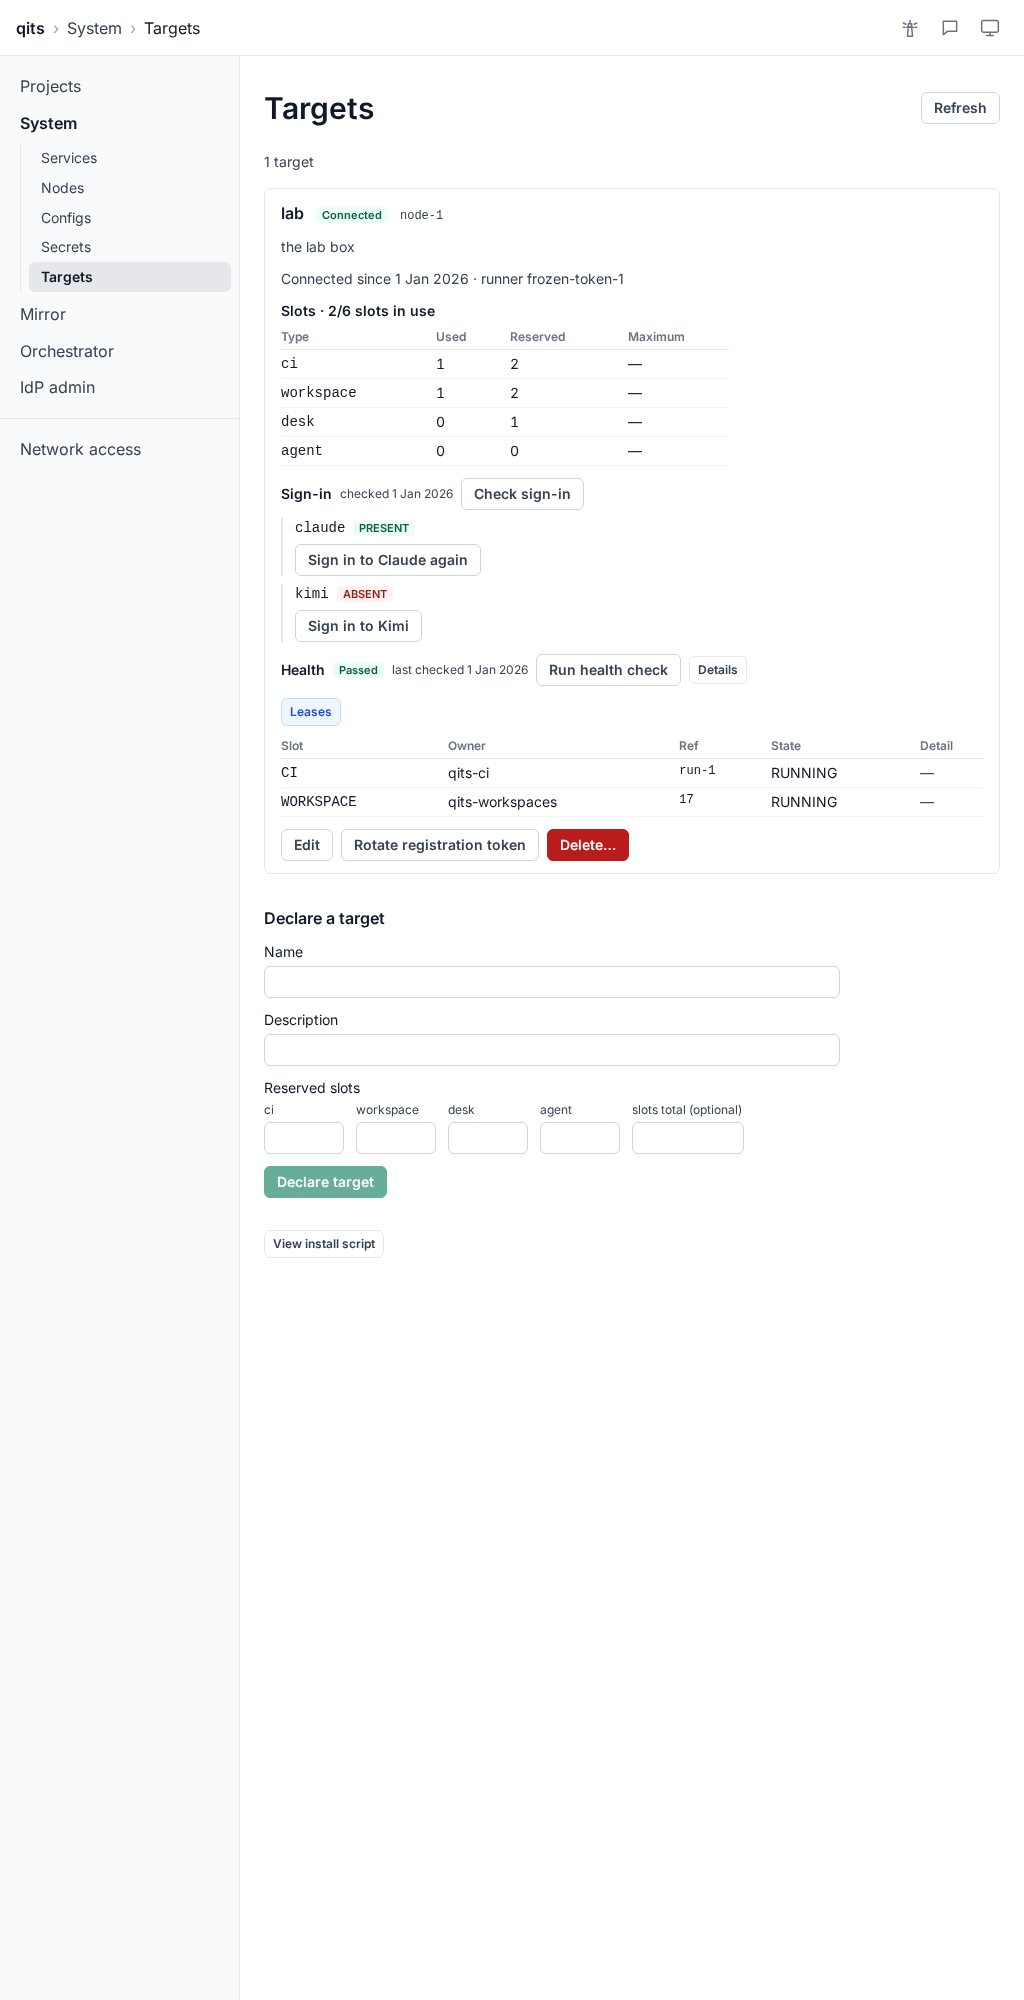 qits › System › Targets
Projects
System
Services
Nodes
Configs
Secrets
Targets
Mirror
Orchestrator
IdP admin
Network access
Targets
Refresh
1 target
lab Connected node-1
the lab box
Connected since 1 Jan 2026 · runner frozen-token-1
Slots · 2/6 slots in use
Type Used Reserved Maximum
ci 1 2 —
workspace 1 2 —
desk 0 1 —
agent 0 0 —
Sign-in checked 1 Jan 2026 Check sign-in
claude PRESENT
Sign in to Claude again
kimi ABSENT
Sign in to Kimi
Health Passed last checked 1 Jan 2026 Run health check Details
Leases
Slot Owner Ref State Detail
CI qits-ci run-1 RUNNING —
WORKSPACE qits-workspaces 17 RUNNING —
Edit Rotate registration token Delete…
Declare a target
Name
Description
Reserved slots
ci workspace desk agent slots total (optional)
Declare target
View install script